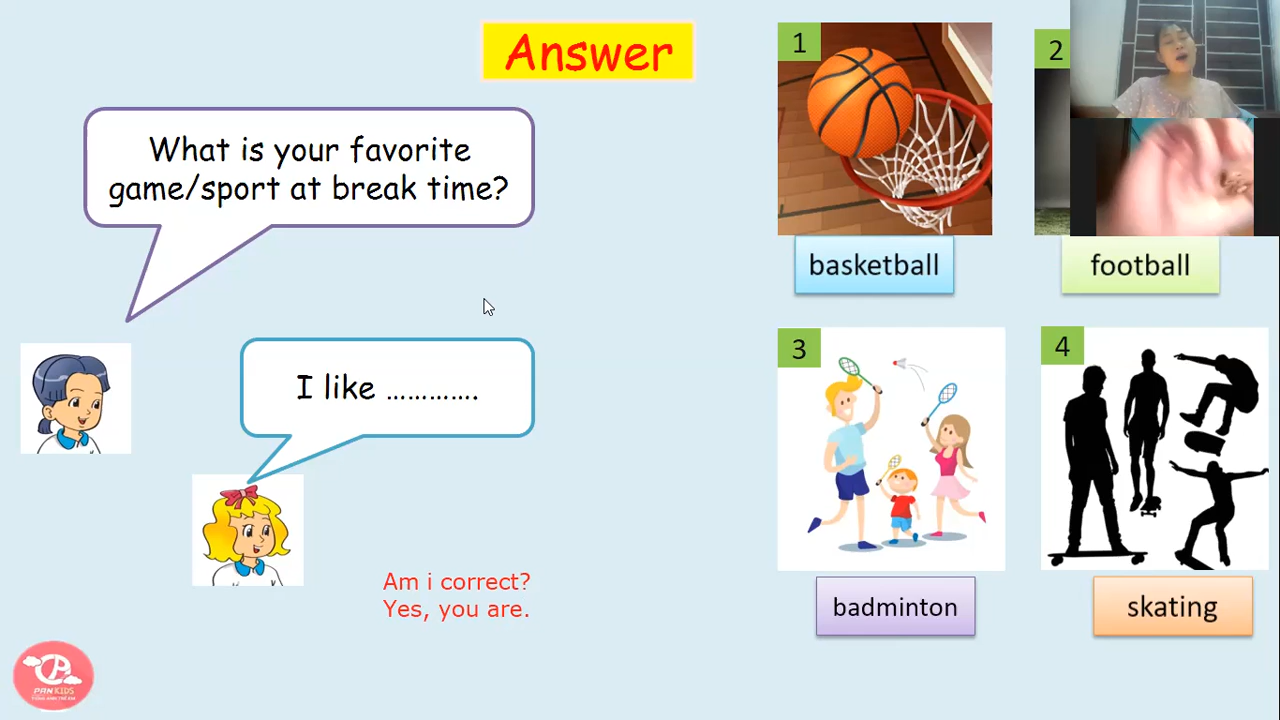 Answer
What is your favorite
game/sport at break time?
I like ………….
Am i correct?
Yes, you are.
1
basketball
2
football
3
badminton
4
skating
PANKIDS